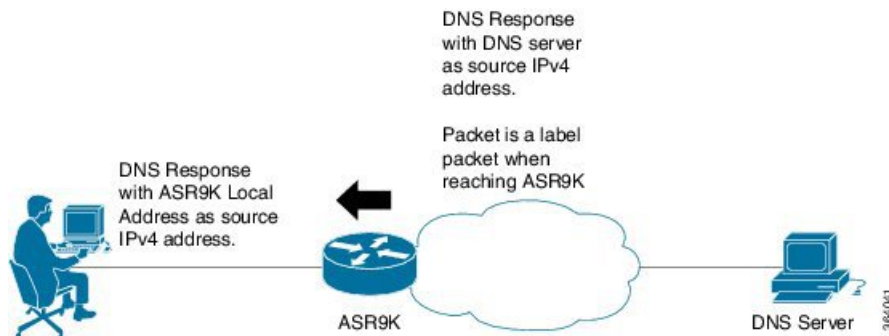 DNS Response
with DNS server
as source IPv4
address.
Packet is a label
packet when
reaching ASR9K
DNS Response
with ASR9K Local
Address as source
IPv4 address.
ASR9K
DNS Server